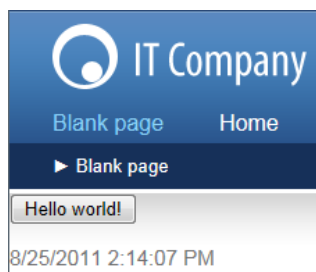 IT Company
Blank page Home
► Blank page
Hello world!
8/25/2011 2:14:07 PM